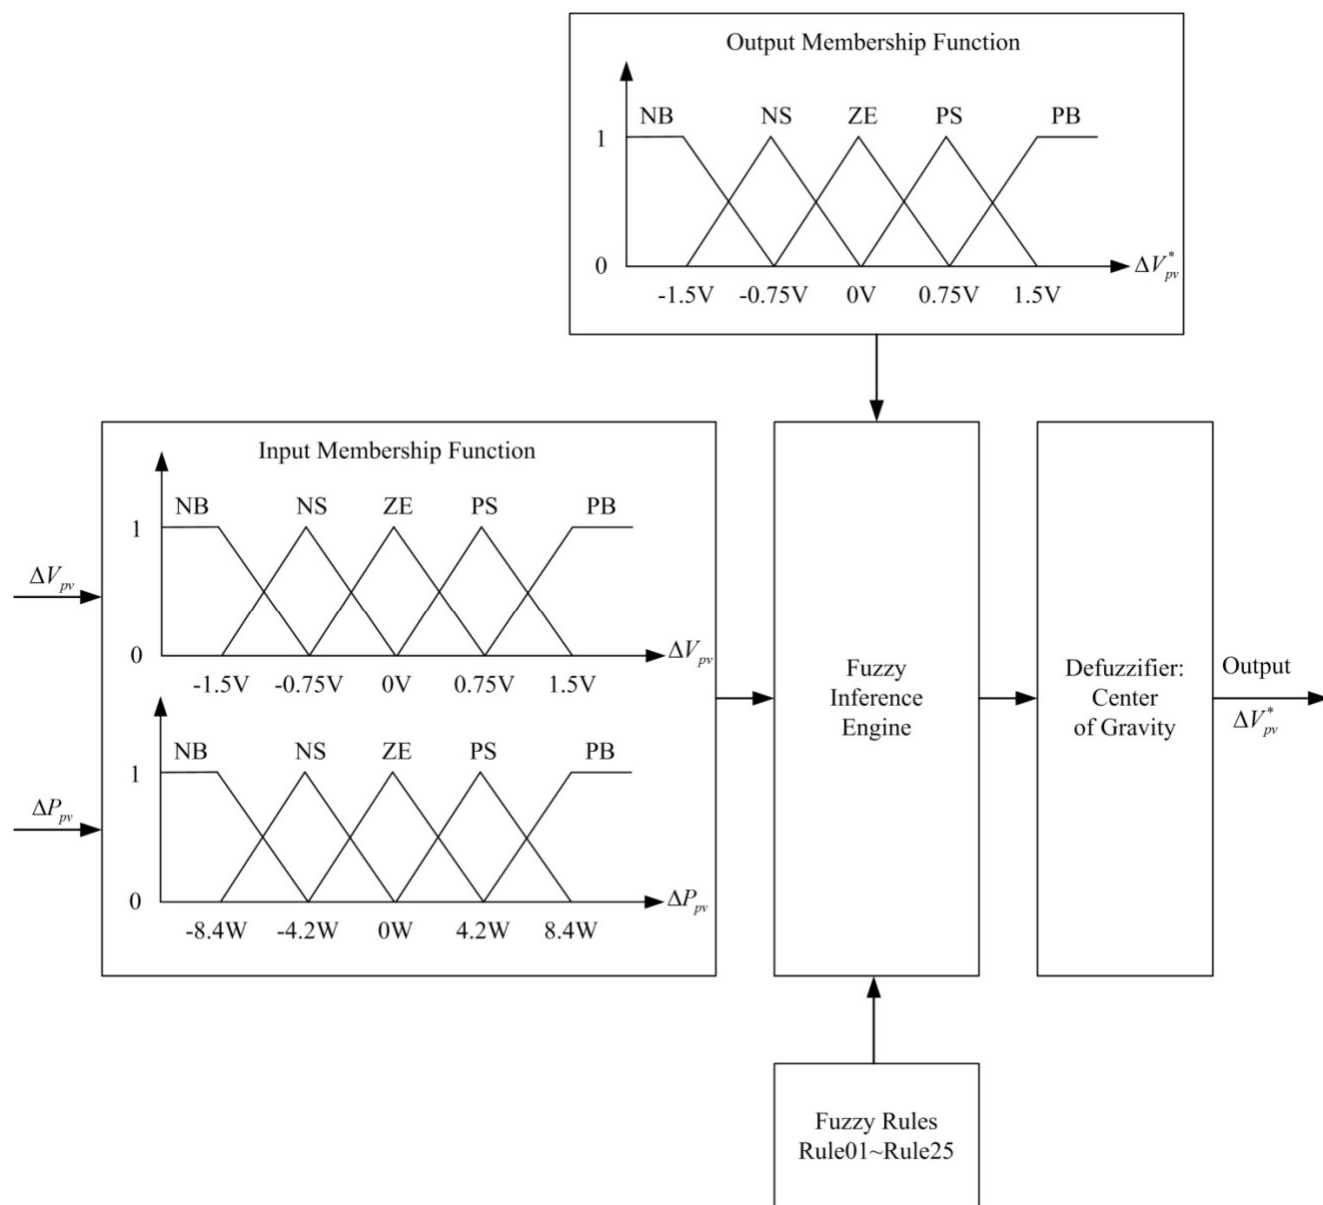 Output Membership Function
NB NS ZE PS PB
1
0
-1.5V -0.75V 0V 0.75V 1.5V
ΔV*pv
Input Membership Function
NB NS ZE PS PB
1
0
-1.5V -0.75V 0V 0.75V 1.5V
ΔVpv
ΔVpv
NB NS ZE PS PB
1
0
-8.4W -4.2W 0W 4.2W 8.4W
ΔPpv
ΔPpv
Fuzzy
Inference
Engine
Defuzzifier:
Center
of Gravity
Output
ΔV*pv
Fuzzy Rules
Rule01~Rule25